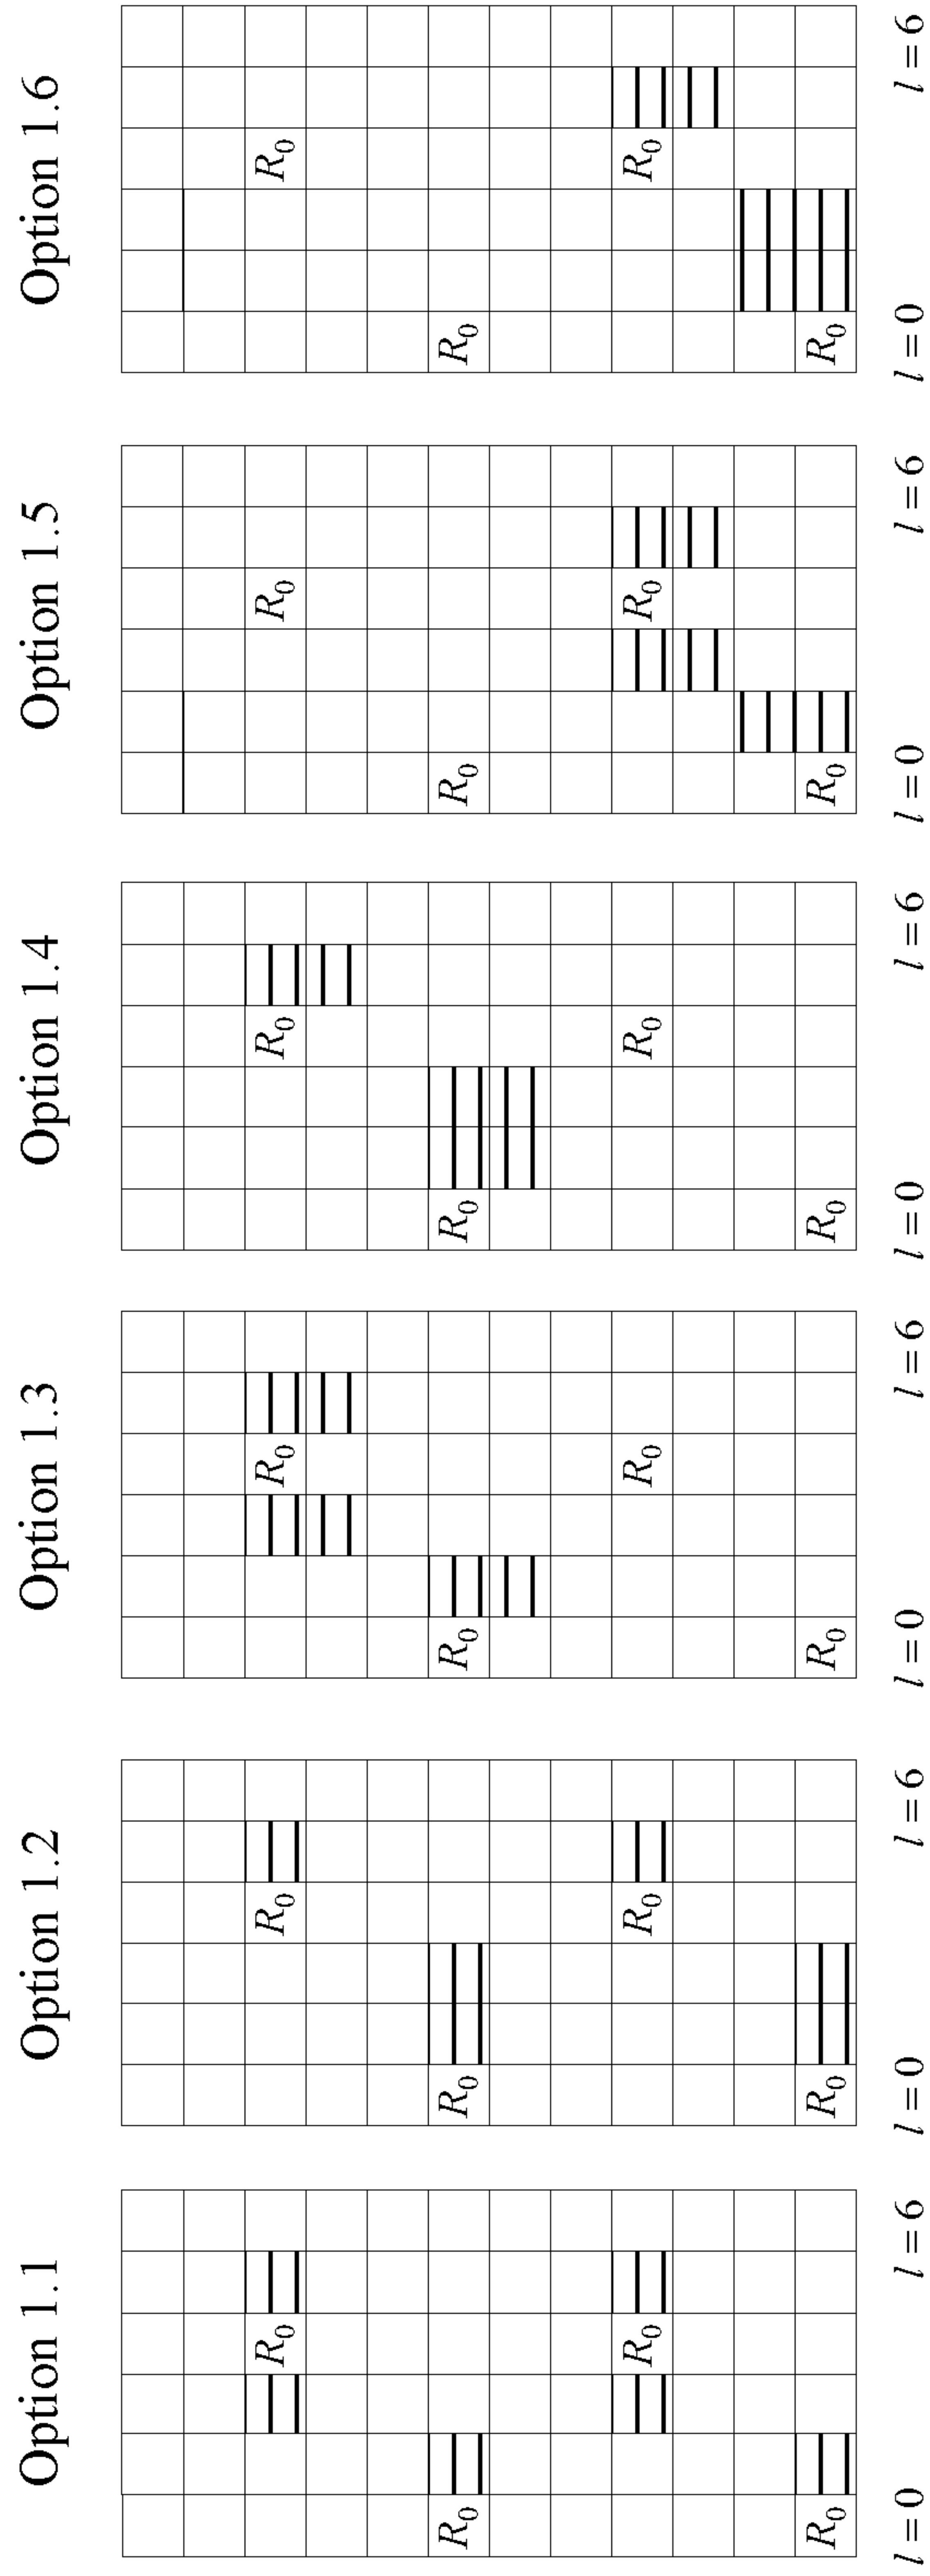 Option 1.1 Option 1.2 Option 1.3 Option 1.4 Option 1.5 Option 1.6
R₀ R₀ R₀ R₀ R₀ R₀
R₀ R₀ R₀ R₀ R₀ R₀
R₀ R₀ R₀ R₀ R₀ R₀
R₀ R₀ R₀ R₀ R₀ R₀
l = 0 l = 6 l = 0 l = 6 l = 0 l = 6 l = 0 l = 6 l = 0 l = 6 l = 0 l = 6